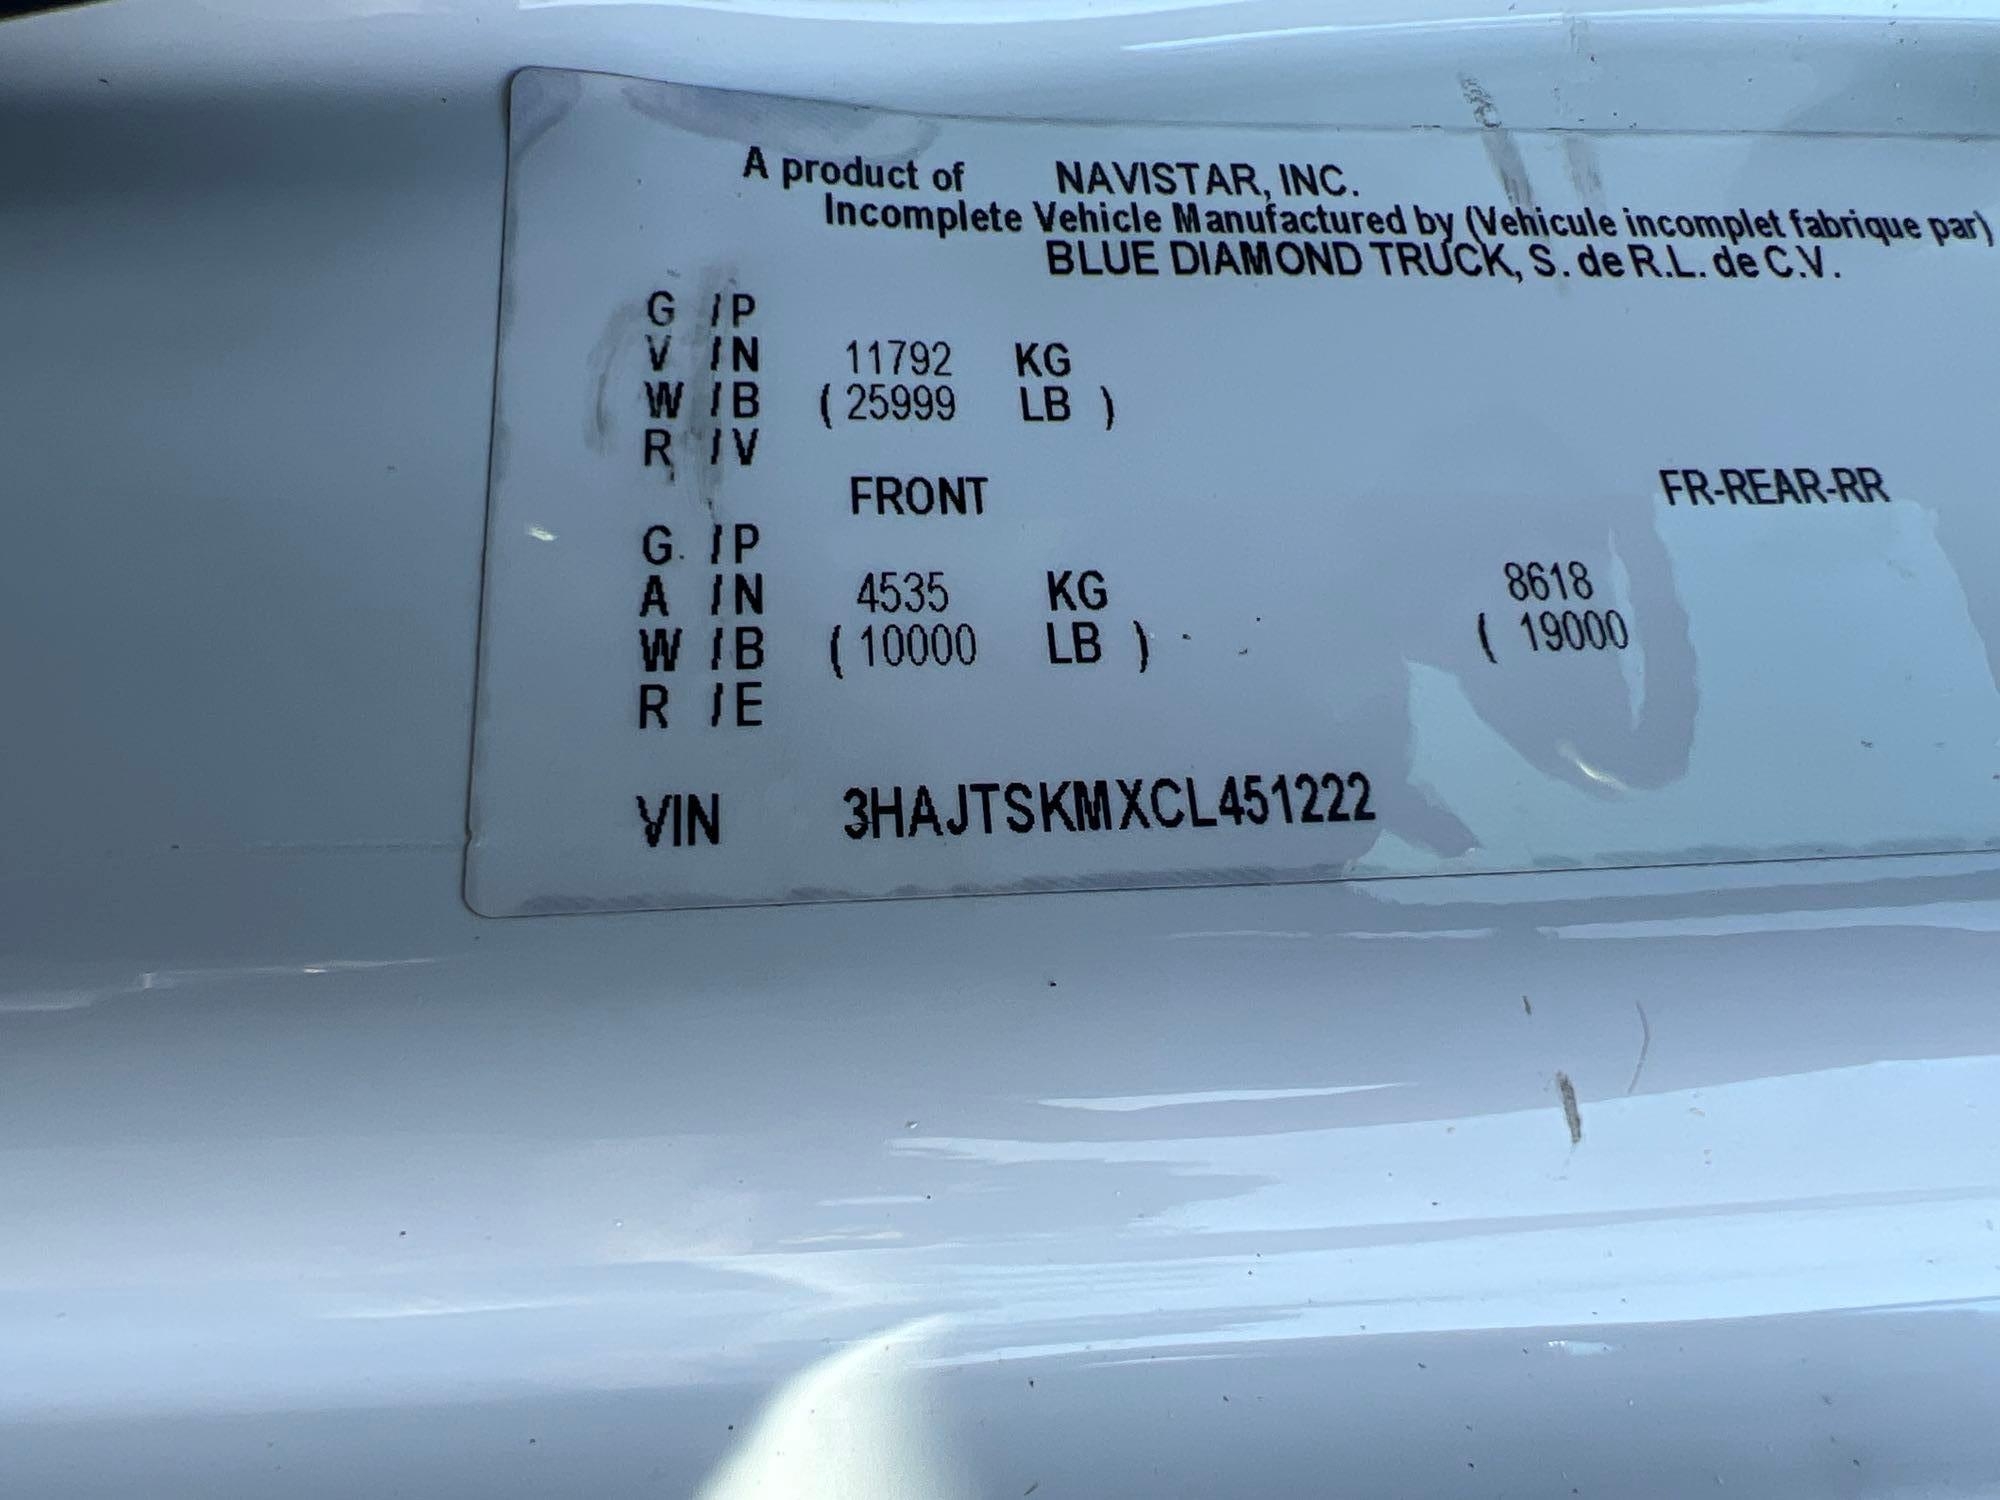 A product of NAVISTAR, INC.
Incomplete Vehicle Manufactured by (Vehicule incomplet fabrique par)
BLUE DIAMOND TRUCK, S. de R.L. de C.V.
G / P
V / N 11792 KG
W / B ( 25999 LB )
R / V
FRONT FR-REAR-RR
G / P
A / N 4535 KG 8618
W / B ( 10000 LB ) ( 19000
R / E
VIN 3HAJTSKMXCL451222